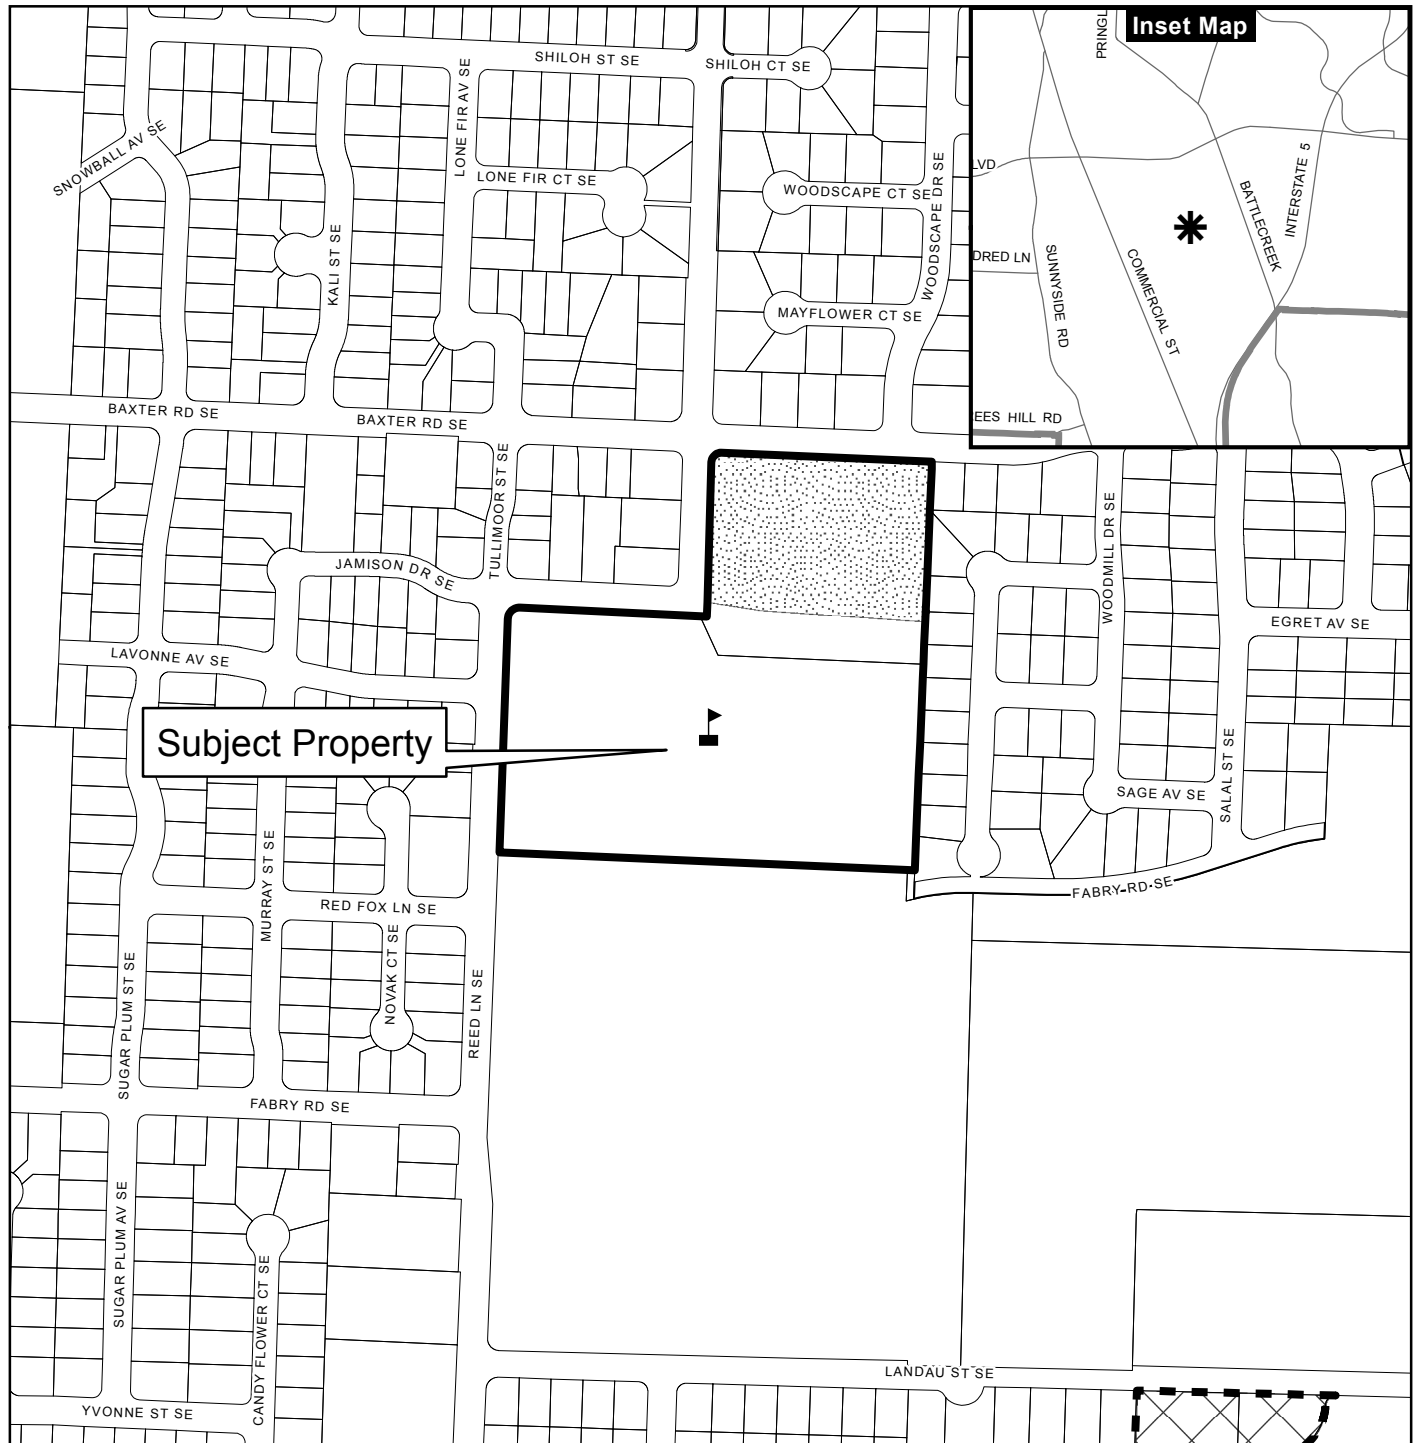 Inset Map
PRINGL
LVD
DRED LN
SUNNYSIDE RD
COMMERCIAL ST
BATTLECREEK
INTERSTATE 5
EES HILL RD
SHILOH ST SE
SHILOH CT SE
LONE FIR AV SE
SNOWBALL AV SE
LONE FIR CT SE
WOODSCAPE CT SE
WOODSCAPE DR SE
KALI ST SE
MAYFLOWER CT SE
BAXTER RD SE
BAXTER RD SE
TULLIMOOR ST SE
JAMISON DR SE
WOODMILL DR SE
EGRET AV SE
LAVONNE AV SE
Subject Property
SAGE AV SE
SALAL ST SE
MURRAY ST SE
FABRY RD SE
RED FOX LN SE
NOVAK CT SE
REED LN SE
SUGAR PLUM ST SE
FABRY RD SE
SUGAR PLUM AV SE
CANDY FLOWER CT SE
LANDAU ST SE
YVONNE ST SE